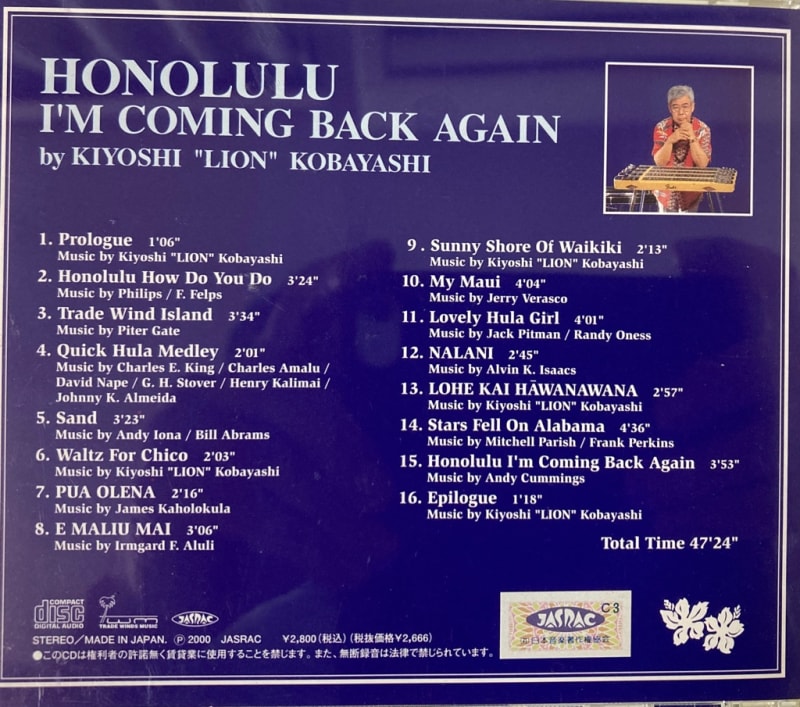 HONOLULU
I'M COMING BACK AGAIN
by KIYOSHI "LION" KOBAYASHI
1. Prologue 1'06"
Music by Kiyoshi "LION" Kobayashi
2. Honolulu How Do You Do 3'24"
Music by Philips / F. Felps
3. Trade Wind Island 3'34"
Music by Piter Gate
4. Quick Hula Medley 2'01"
Music by Charles E. King / Charles Amalu /
David Nape / G. H. Stover / Henry Kalimai /
Johnny K. Almeida
5. Sand 3'23"
Music by Andy Iona / Bill Abrams
6. Waltz For Chico 2'03"
Music by Kiyoshi "LION" Kobayashi
7. PUA OLENA 2'16"
Music by James Kaholokula
8. E MALIU MAI 3'06"
Music by Irmgard F. Aluli
9. Sunny Shore Of Waikiki 2'13"
Music by Kiyoshi "LION" Kobayashi
10. My Maui 4'04"
Music by Jerry Verasco
11. Lovely Hula Girl 4'01"
Music by Jack Pitman / Randy Oness
12. NALANI 2'45"
Music by Alvin K. Isaacs
13. LOHE KAI HĀWANAWANA 2'57"
Music by Kiyoshi "LION" Kobayashi
14. Stars Fell On Alabama 4'36"
Music by Mitchell Parish / Frank Perkins
15. Honolulu I'm Coming Back Again 3'53"
Music by Andy Cummings
16. Epilogue 1'18"
Music by Kiyoshi "LION" Kobayashi
Total Time 47'24"
COMPACT
disc
DIGITAL AUDIO
TWM
TRADE WINDS MUSIC
JASRAC
C3
JASRAC
日本音楽著作権協会
STEREO/MADE IN JAPAN. Ⓟ 2000 JASRAC ¥2,800(税込)(税抜価格¥2,666)
●このCDは権利者の許諾無く賃貸業に使用することを禁じます。また、無断録音は法律で禁じられています。